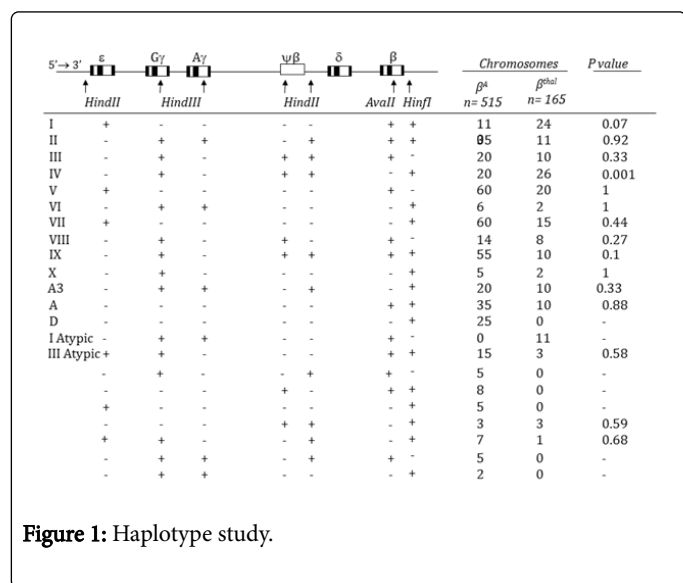 5'→3' ε Gγ Aγ ψβ δ β
Chromosomes P value
HindII HindIII HindII AvaII HinfI
β^A β^thal
n= 515 n= 165
I + - - - - + + 11 24 0.07
II - + + - + + + 11 0.92
III - + - + + + - 20 10 0.33
IV - + - + + - + 20 26 0.001
V + - - - - + - 60 20 1
VI - + + - - - + 6 2 1
VII + - - - - - + 60 15 0.44
VIII - + - + - + - 14 8 0.27
IX - + - + + + + 55 10 0.1
X - + - - - - + 5 2 1
A3 - + + - + - + 20 10 0.33
A - - - - - + + 35 10 0.88
D - - - - - - + 25 0 -
I Atypic - + + - - + - 0 11 -
III Atypic + + - - - + + 15 3 0.58
- + - - + + - 5 0 -
- - - + - + + 8 0 -
+ - - - - - + 5 0 -
- - - + + - + 3 3 0.59
+ + - - + - + 7 1 0.68
- + + - + + - 5 0 -
- + + - - - + 2 0 -
Figure 1: Haplotype study.